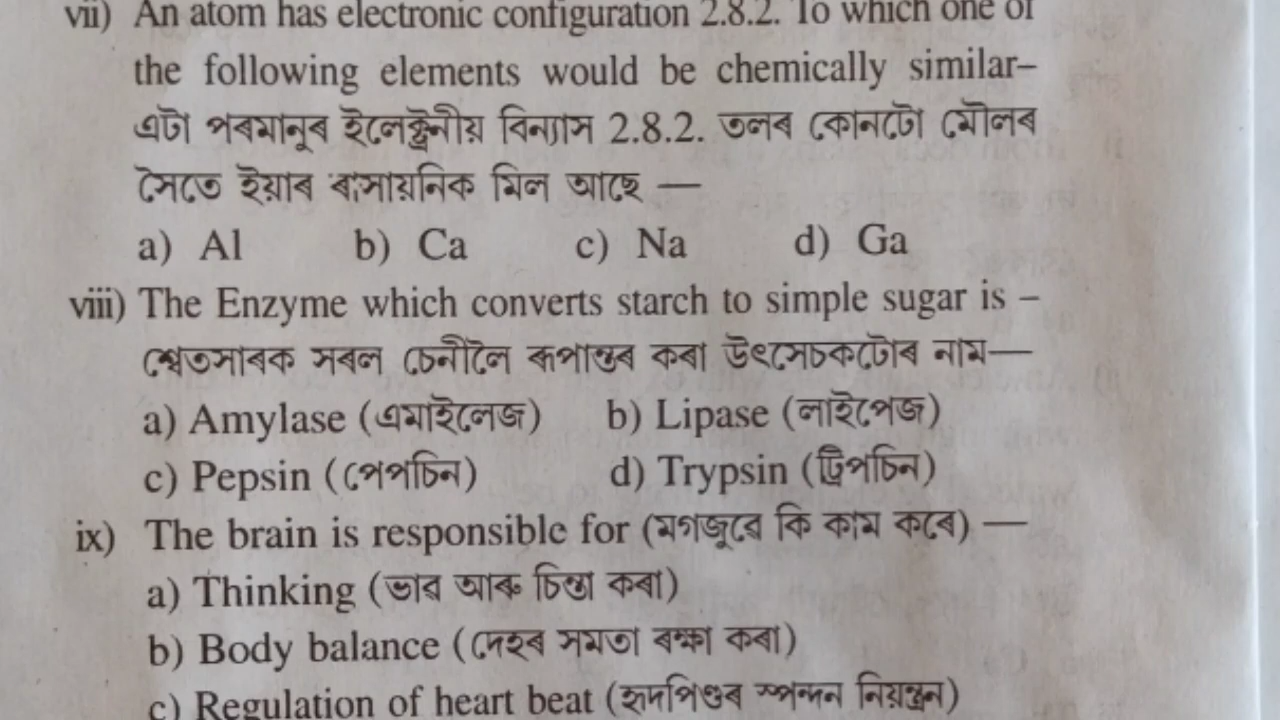 vii) An atom has electronic configuration 2.8.2. To which one of
the following elements would be chemically similar–
এটা পৰমানুৰ ইলেক্ট্ৰনীয় বিন্যাস 2.8.2. তলৰ কোনটো মৌলৰ
সৈতে ইয়াৰ ৰাসায়নিক মিল আছে —
a) Al b) Ca c) Na d) Ga
viii) The Enzyme which converts starch to simple sugar is –
শ্বেতসাৰক সৰল চেনীলৈ ৰূপান্তৰ কৰা উৎসেচকটোৰ নাম—
a) Amylase (এমাইলেজ) b) Lipase (লাইপেজ)
c) Pepsin (পেপচিন) d) Trypsin (ট্ৰিপচিন)
ix) The brain is responsible for (মগজুৱে কি কাম কৰে) —
a) Thinking (ভাৱ আৰু চিন্তা কৰা)
b) Body balance (দেহৰ সমতা ৰক্ষা কৰা)
c) Regulation of heart beat (হৃদপিণ্ডৰ স্পন্দন নিয়ন্ত্ৰন)